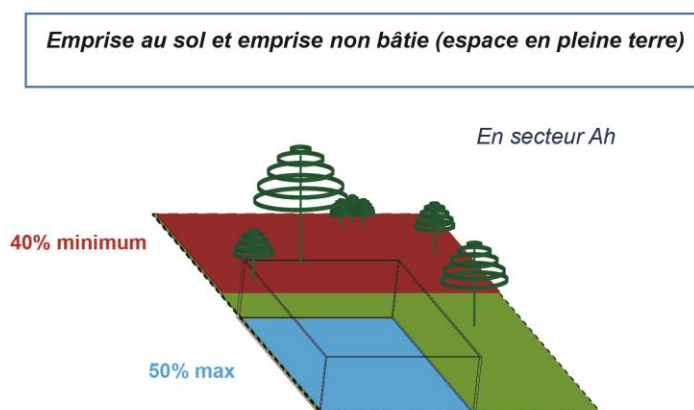 Emprise au sol et emprise non bâtie (espace en pleine terre)
En secteur Ah
40% minimum
50% max